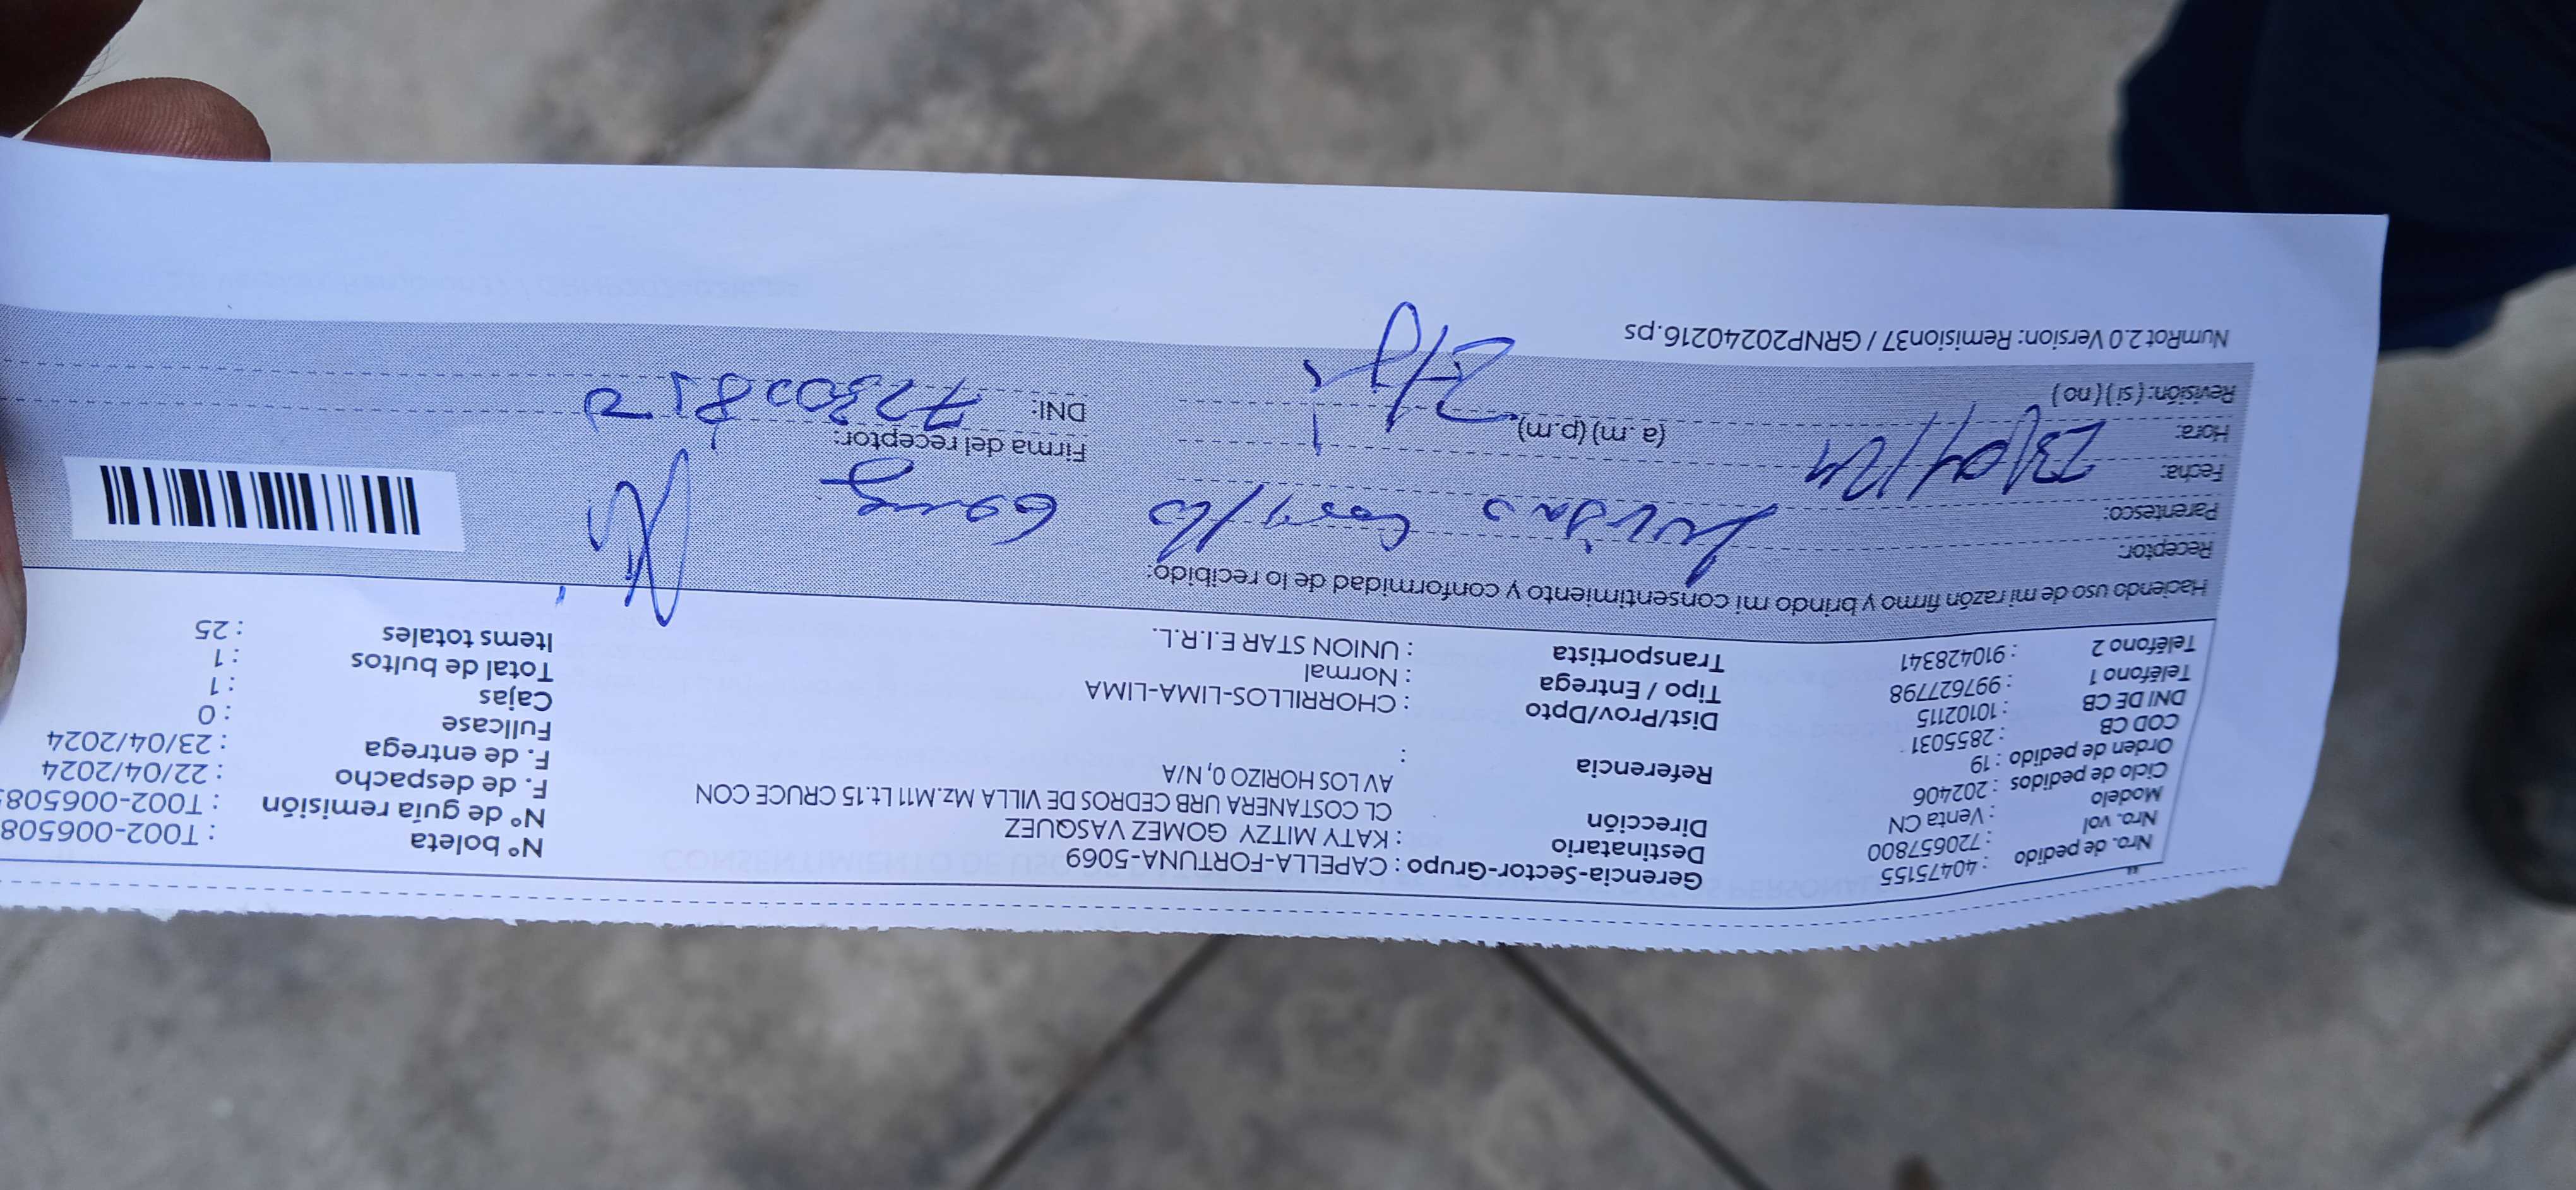 Nro. de pedido : 40475155
Nro. vol : 720657800
Modelo : Venta CN
Ciclo de pedidos : 202406
Orden de pedido : 19
COD CB : 2855031
DNI DE CB : 10102115
Teléfono 1 : 997627798
Teléfono 2 : 910428341
Gerencia-Sector-Grupo : CAPELLA-FORTUNA-5069
Destinatario : KATY MITZY GOMEZ VASQUEZ
Dirección CL COSTANERA URB CEDROS DE VILLA Mz.M11 Lt.15 CRUCE CON
AV LOS HORIZO 0, N/A
Referencia :
Dist/Prov/Dpto : CHORRILLOS-LIMA-LIMA
Tipo / Entrega : Normal
Transportista : UNION STAR E.I.R.L.
N° boleta : T002-006508
N° de guía remisión : T002-006508
F. de despacho : 22/04/2024
F. de entrega : 23/04/2024
Fullcase : 0
Cajas : 1
Total de bultos : 1
Items totales : 25
Haciendo uso de mi razón firmo y brindo mi consentimiento y conformidad de lo recibido:
Receptor:
Parentesco:
Fecha: 23/04/24
Hora: (a. m) (p.m)
Revisión: ( si ) ( no )
Firma del receptor:
DNI:
NumRot 2.0 Version: Remision37 / GRNP20240216.ps